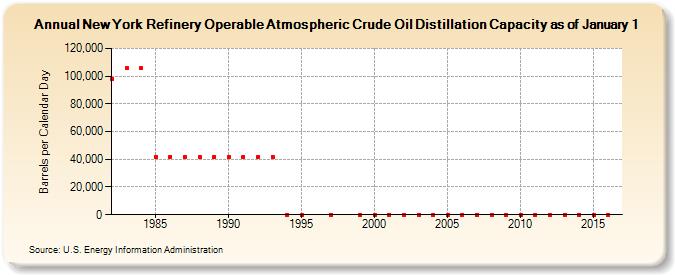 Annual New York Refinery Operable Atmospheric Crude Oil Distillation Capacity as of January 1
Barrels per Calendar Day
120,000
100,000
80,000
60,000
40,000
20,000
0
1985 1990 1995 2000 2005 2010 2015
Source: U.S. Energy Information Administration